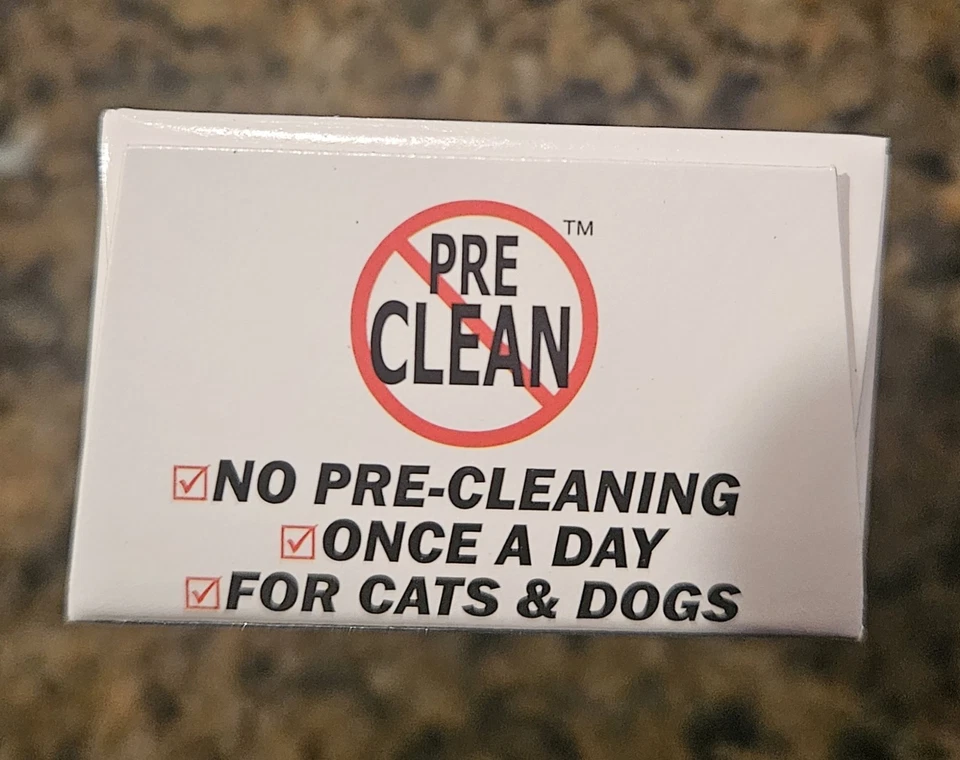 PRE
CLEAN
™
☑NO PRE-CLEANING
☑ONCE A DAY
☑FOR CATS & DOGS